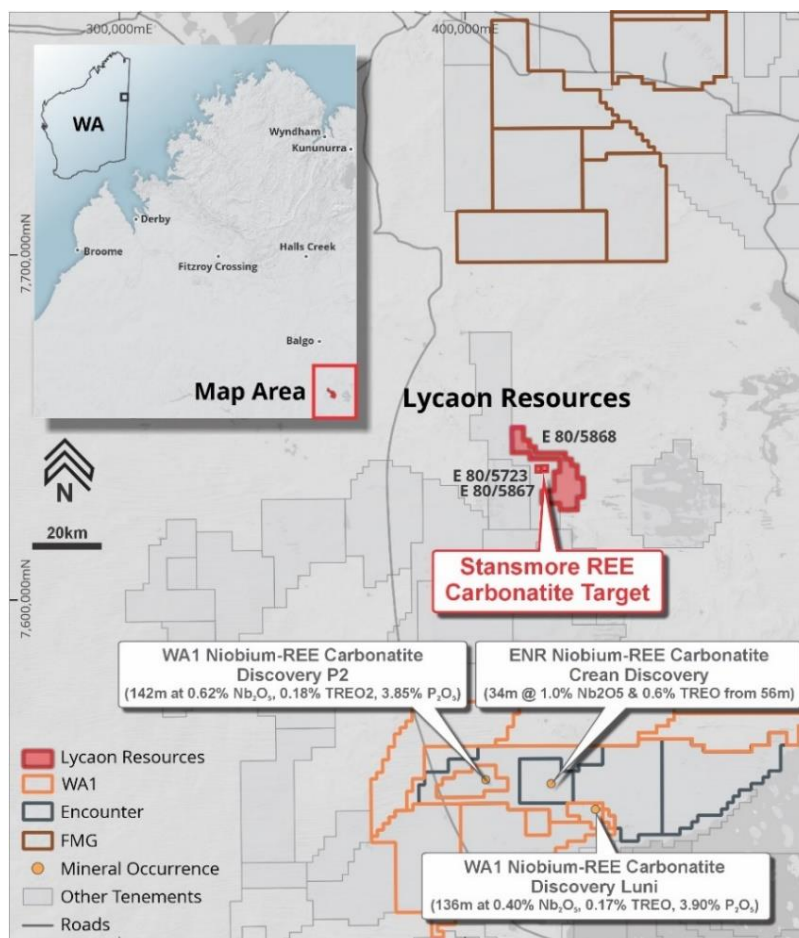 300,000mE
400,000mE
7,700,000mN
7,600,000mN
WA
Wyndham
Kununurra
Derby
Broome
Halls Creek
Fitzroy Crossing
Balgo
Map Area
Lycaon Resources
E 80/5868
E 80/5723
E 80/5867
N
20km
Stansmore REE
Carbonatite Target
WA1 Niobium-REE Carbonatite
Discovery P2
(142m at 0.62% Nb₂O₅, 0.18% TREO2, 3.85% P₂O₅)
ENR Niobium-REE Carbonatite
Crean Discovery
(34m @ 1.0% Nb2O5 & 0.6% TREO from 56m)
Lycaon Resources
WA1
Encounter
FMG
Mineral Occurrence
Other Tenements
Roads
WA1 Niobium-REE Carbonatite
Discovery Luni
(136m at 0.40% Nb₂O₅, 0.17% TREO, 3.90% P₂O₅)